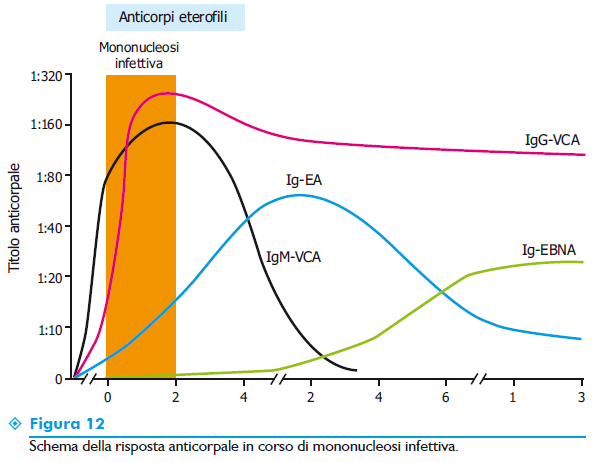 Anticorpi eterofili
Mononucleosi
infettiva
Titolo anticorpale
1:320
1:160
1:80
1:40
1:20
1:10
0
IgG-VCA
Ig-EA
IgM-VCA
Ig-EBNA
0 2 4 2 4 6 1 3
Figura 12
Schema della risposta anticorpale in corso di mononucleosi infettiva.